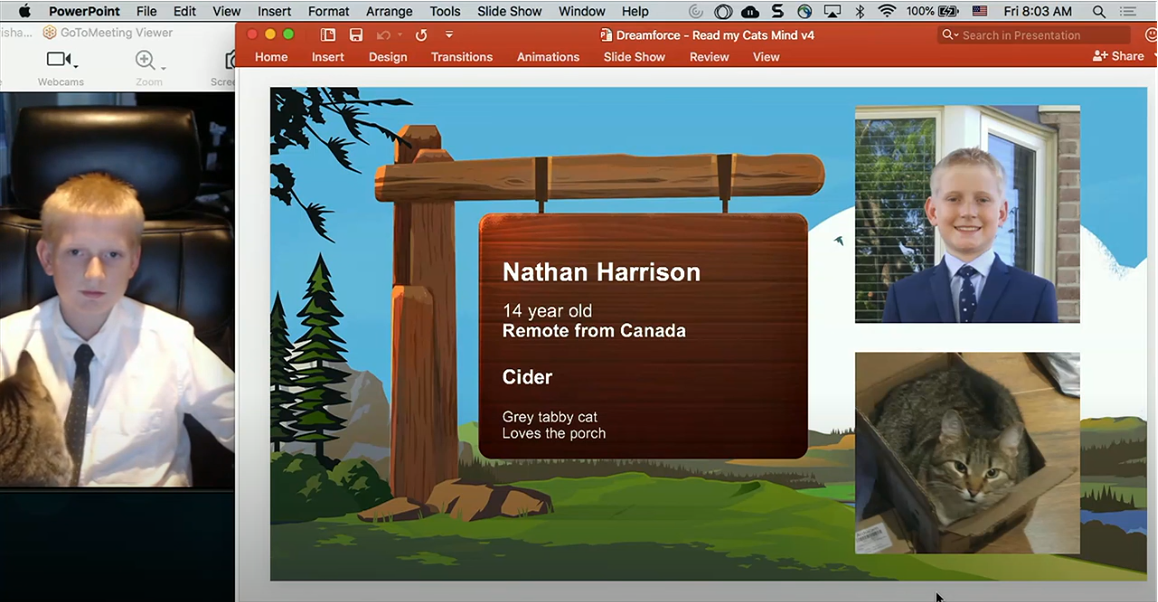 PowerPoint File Edit View Insert Format Arrange Tools Slide Show Window Help 100% Fri 8:03 AM
isha... GoToMeeting Viewer
Dreamforce - Read my Cats Mind v4
Search in Presentation
Home Insert Design Transitions Animations Slide Show Review View Share
Webcams Zoom Scree
Nathan Harrison
14 year old
Remote from Canada
Cider
Grey tabby cat
Loves the porch